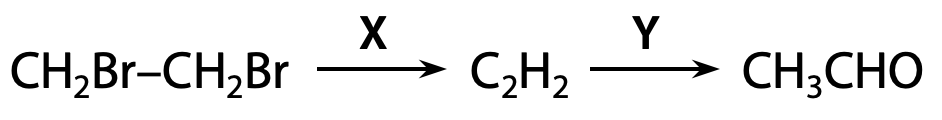 X Y
CH₂Br–CH₂Br ⟶ C₂H₂ ⟶ CH₃CHO